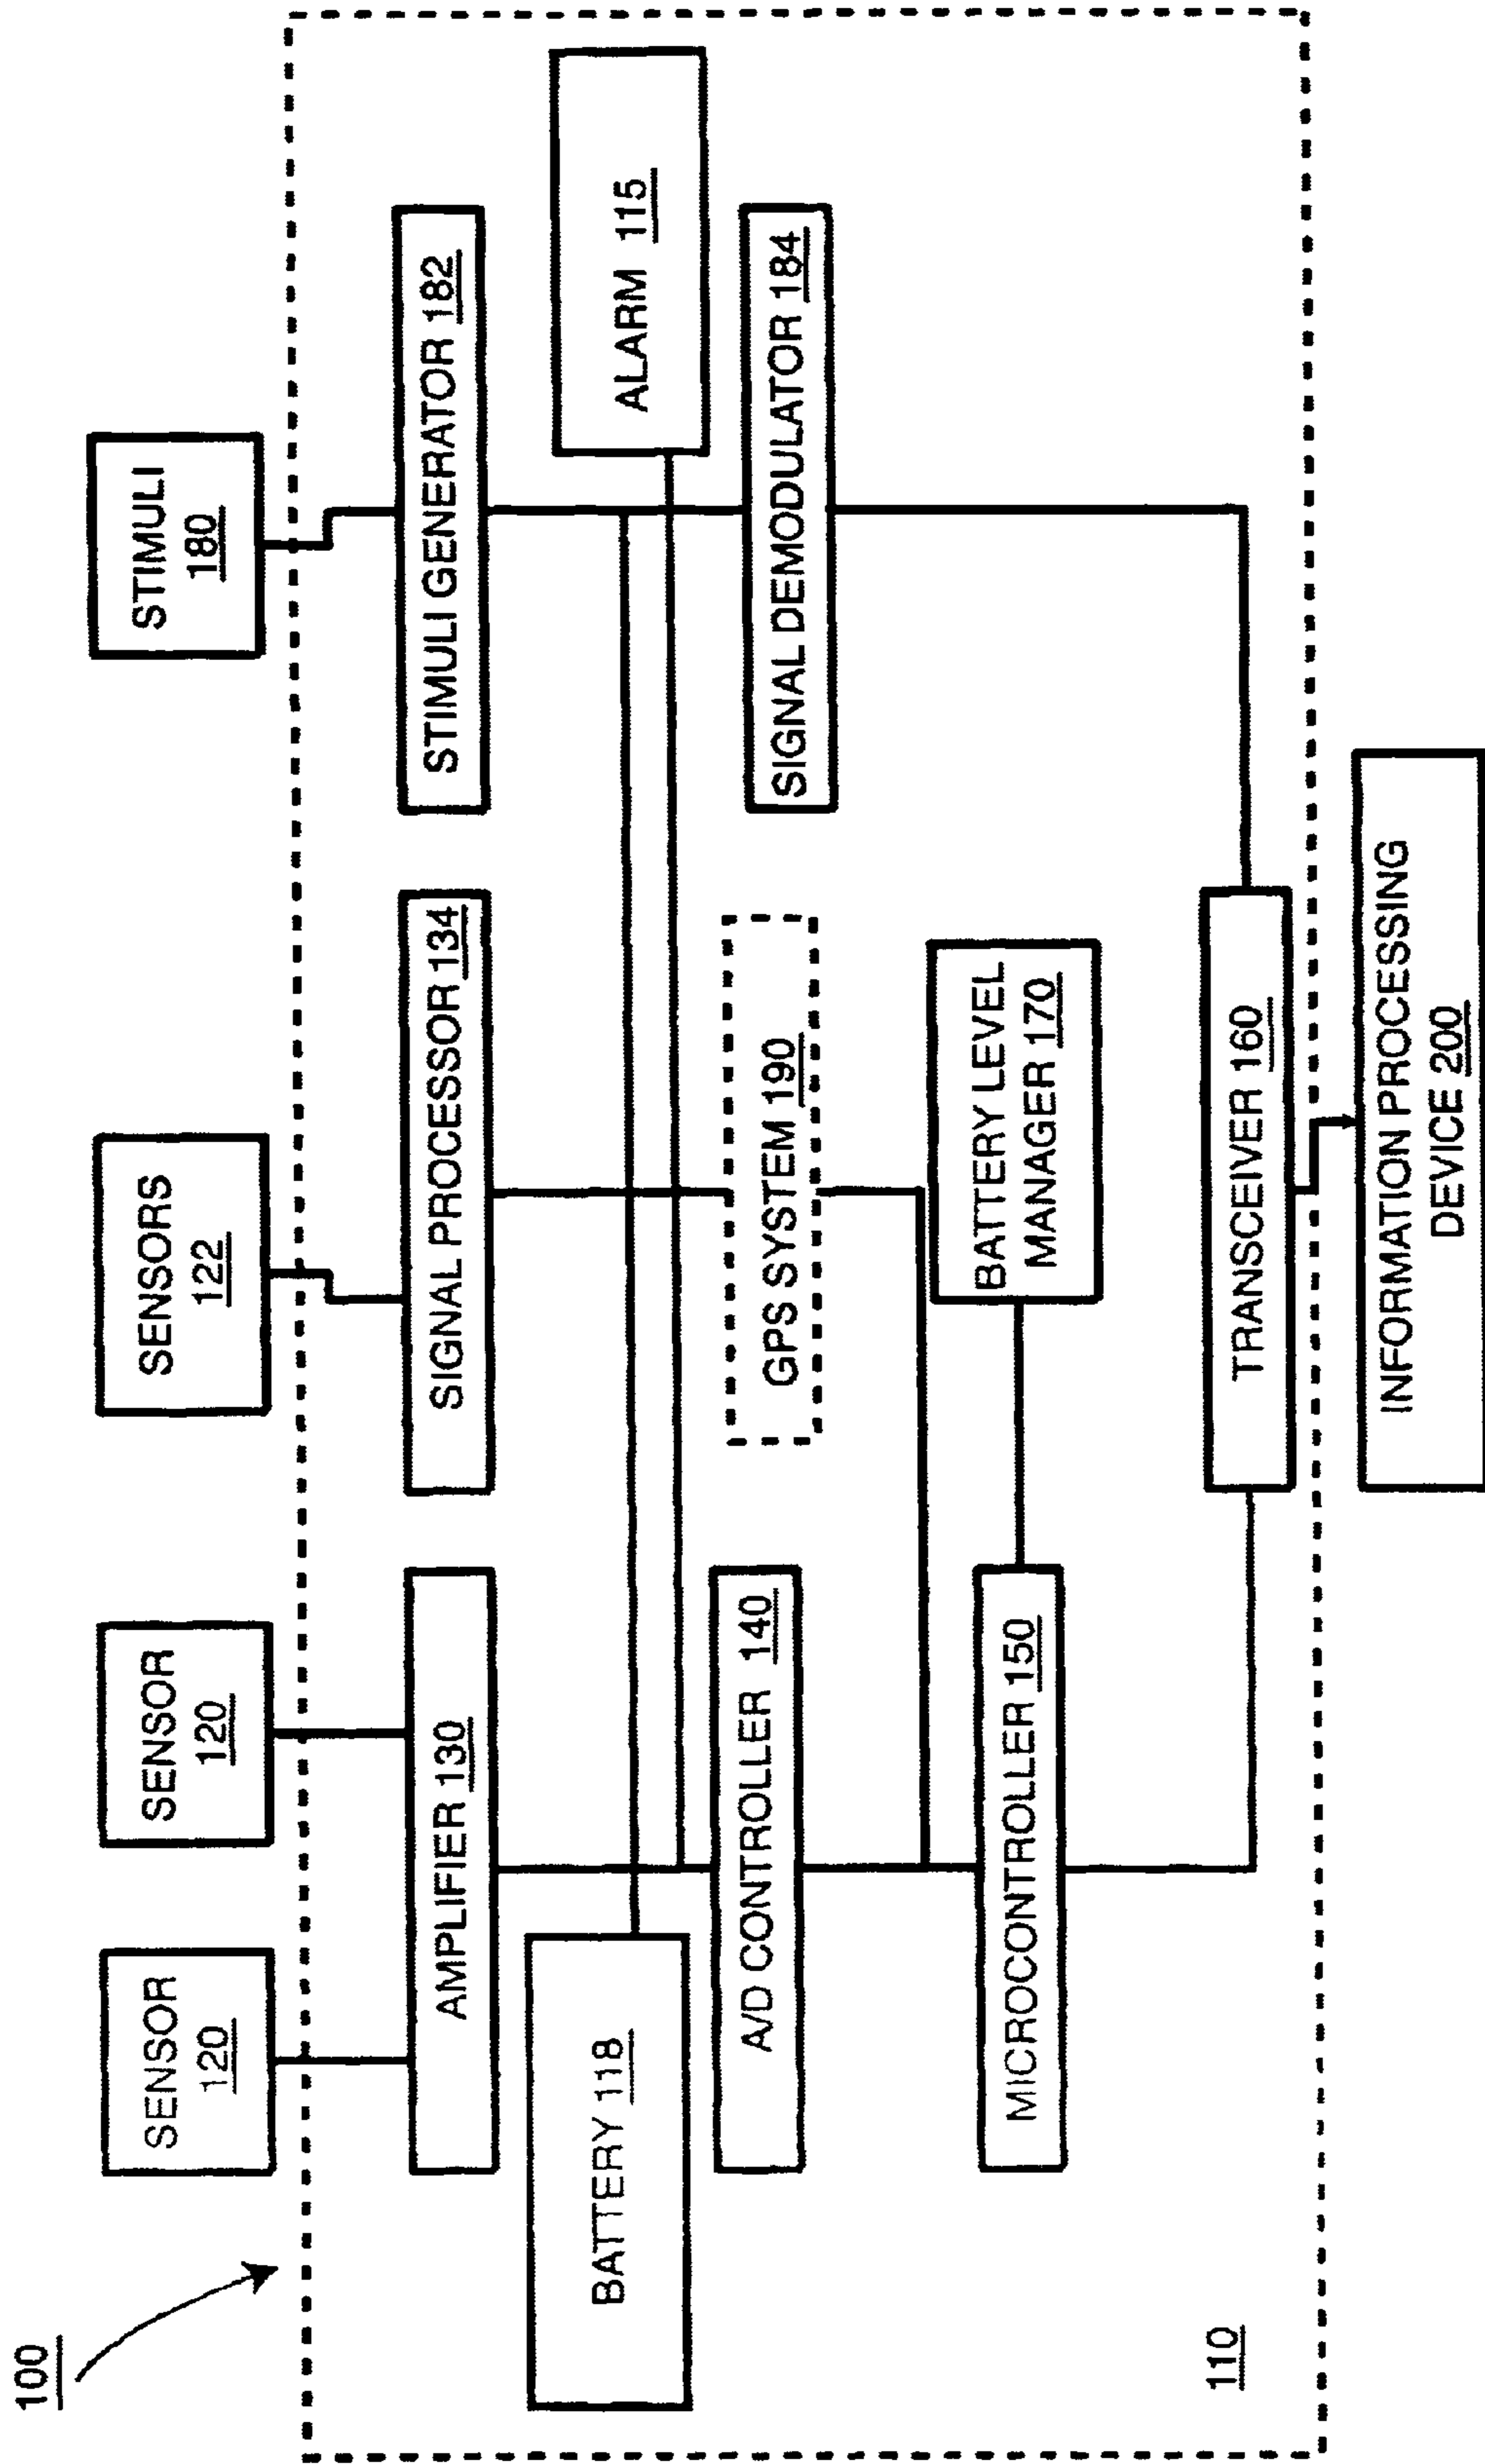 100
SENSOR
120
SENSOR
120
SENSORS
122
STIMULI
180
AMPLIFIER 130
SIGNAL PROCESSOR 134
STIMULI GENERATOR 182
BATTERY 118
ALARM 115
A/D CONTROLLER 140
GPS SYSTEM 190
SIGNAL DEMODULATOR 184
MICROCONTROLLER 150
BATTERY LEVEL
MANAGER 170
110
TRANSCEIVER 160
INFORMATION PROCESSING
DEVICE 200